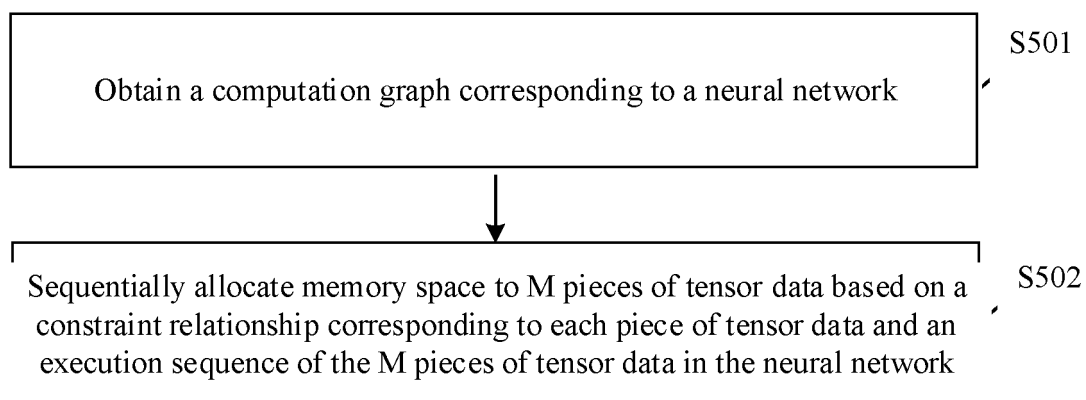 Obtain a computation graph corresponding to a neural network
S501
Sequentially allocate memory space to M pieces of tensor data based on a
constraint relationship corresponding to each piece of tensor data and an
execution sequence of the M pieces of tensor data in the neural network
S502